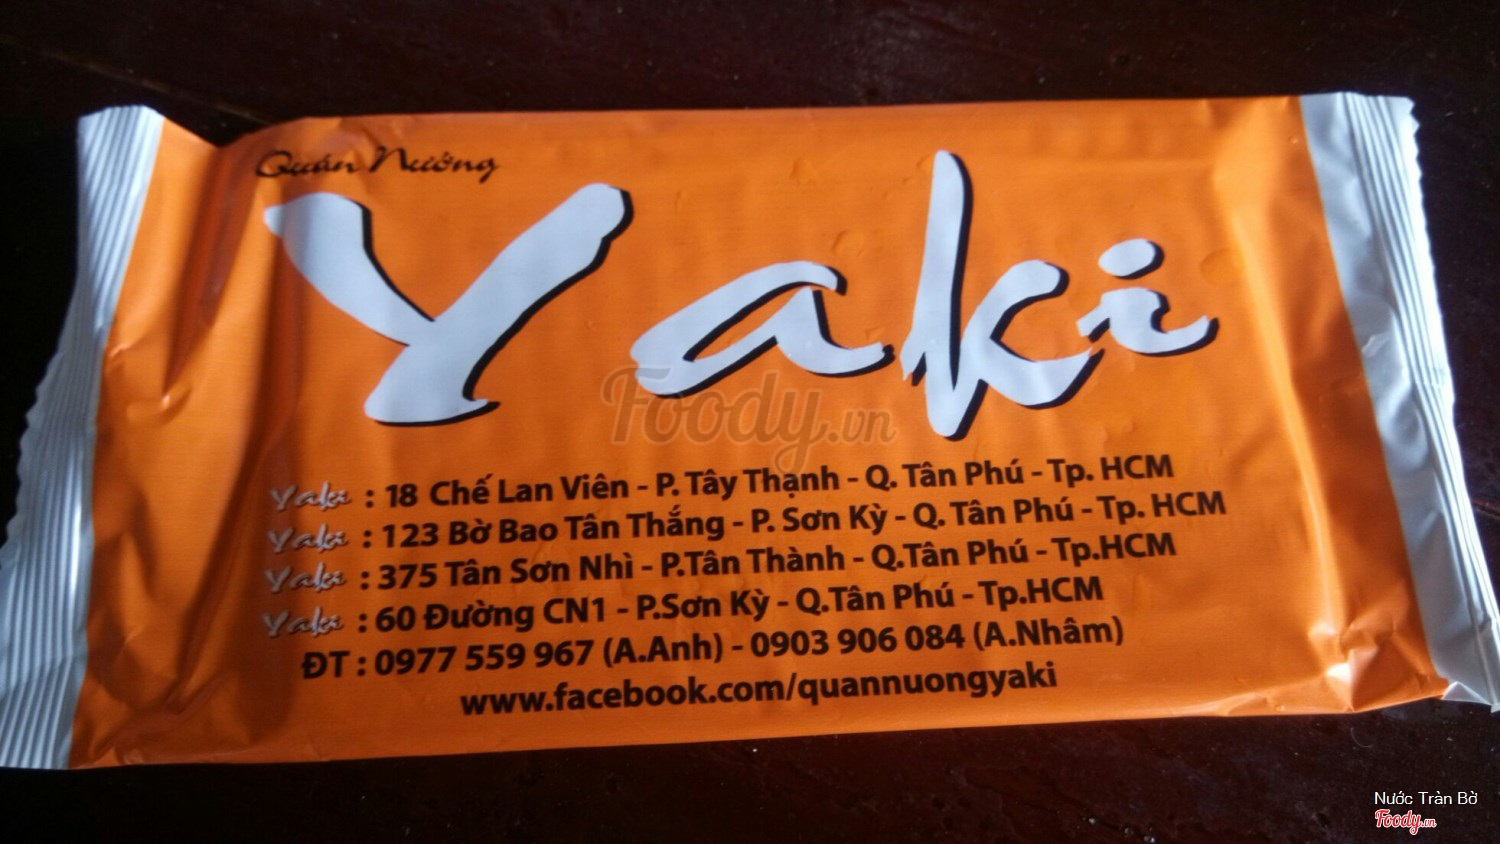 Quán Nướng
Yaki
Foody.vn
Yaki : 18 Chế Lan Viên - P. Tây Thạnh - Q. Tân Phú - Tp. HCM
Yaki : 123 Bờ Bao Tân Thắng - P. Sơn Kỳ - Q. Tân Phú - Tp. HCM
Yaki : 375 Tân Sơn Nhì - P.Tân Thành - Q.Tân Phú - Tp.HCM
Yaki : 60 Đường CN1 - P.Sơn Kỳ - Q.Tân Phú - Tp.HCM
ĐT : 0977 559 967 (A.Anh) - 0903 906 084 (A.Nhâm)
www.facebook.com/quannuongyaki
Nước Tràn Bờ
Foody.vn